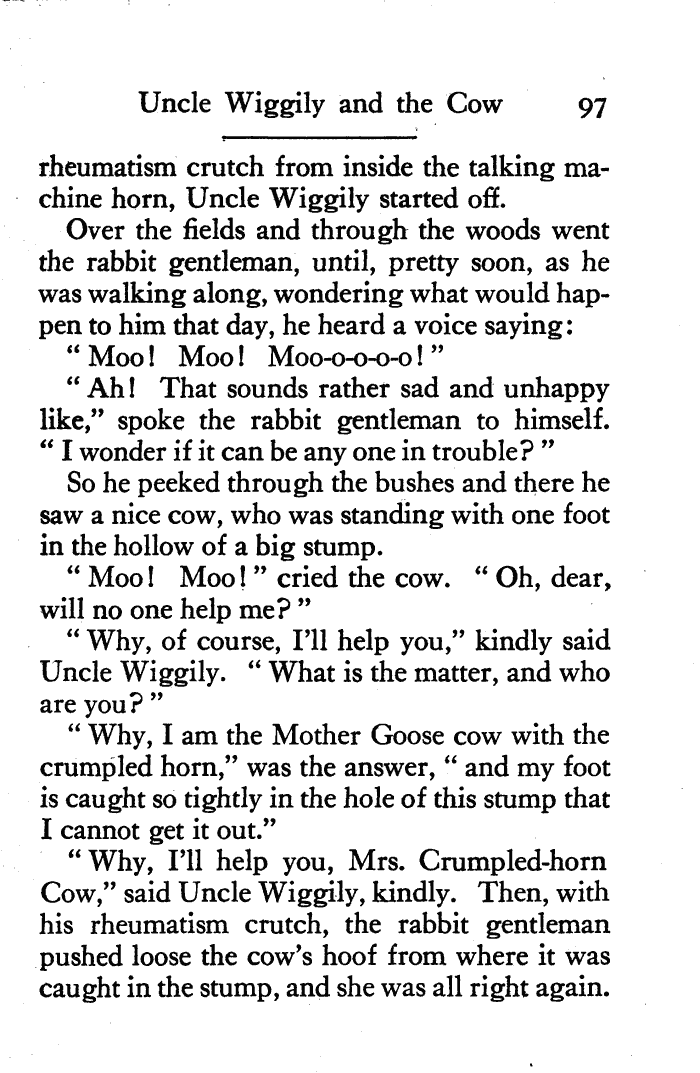 Uncle Wiggily and the Cow 97
rheumatism crutch from inside the talking ma-
chine horn, Uncle Wiggily started off.
Over the fields and through the woods went
the rabbit gentleman, until, pretty soon, as he
was walking along, wondering what would hap-
pen to him that day, he heard a voice saying:
“ Moo! Moo! Moo-o-o-o-o! ”
“ Ah! That sounds rather sad and unhappy
like,” spoke the rabbit gentleman to himself.
“ I wonder if it can be any one in trouble? ”
So he peeked through the bushes and there he
saw a nice cow, who was standing with one foot
in the hollow of a big stump.
“ Moo! Moo! ” cried the cow. “ Oh, dear,
will no one help me? ”
“ Why, of course, I’ll help you,” kindly said
Uncle Wiggily. “ What is the matter, and who
are you? ”
“ Why, I am the Mother Goose cow with the
crumpled horn,” was the answer, “ and my foot
is caught so tightly in the hole of this stump that
I cannot get it out.”
“ Why, I’ll help you, Mrs. Crumpled-horn
Cow,” said Uncle Wiggily, kindly. Then, with
his rheumatism crutch, the rabbit gentleman
pushed loose the cow’s hoof from where it was
caught in the stump, and she was all right again.